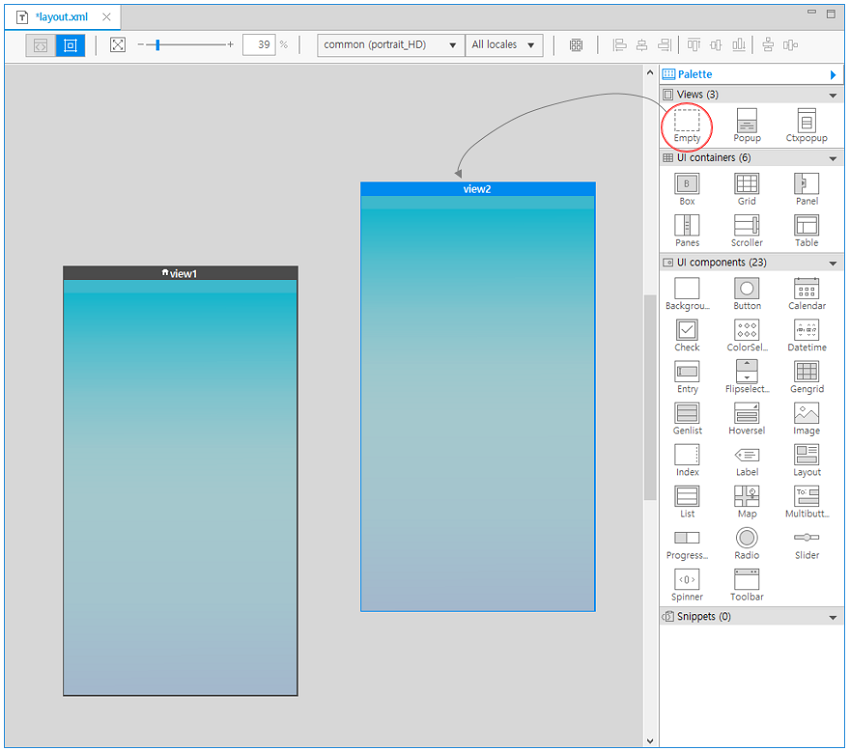 *layout.xml
39 %
common (portrait_HD)
All locales
Palette
Views (3)
Empty Popup Ctxpopup
UI containers (6)
Box Grid Panel
B
Panes Scroller Table
UI components (23)
Backgrou... Button Calendar
Check ColorSel... Datetime
Entry Flipselect... Gengrid
Genlist Hoversel Image
Index Label Layout
List Map Multibutt...
To:
Progress... Radio Slider
Spinner Toolbar
Snippets (0)
view2
view1